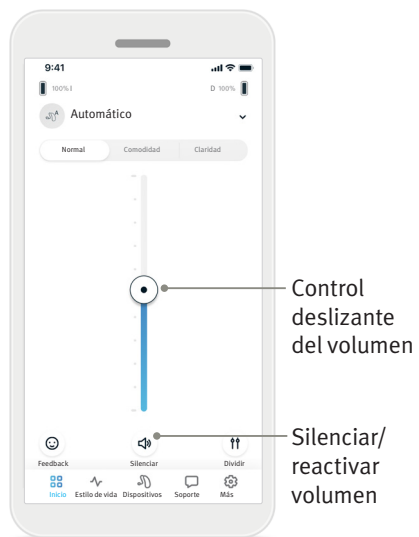 9:41
100% I
D 100%
Automático
Normal Comodidad Claridad
Control
deslizante
del volumen
Silenciar/
reactivar
volumen
Feedback Silenciar Dividir
Inicio Estilo de vida Dispositivos Soporte Más